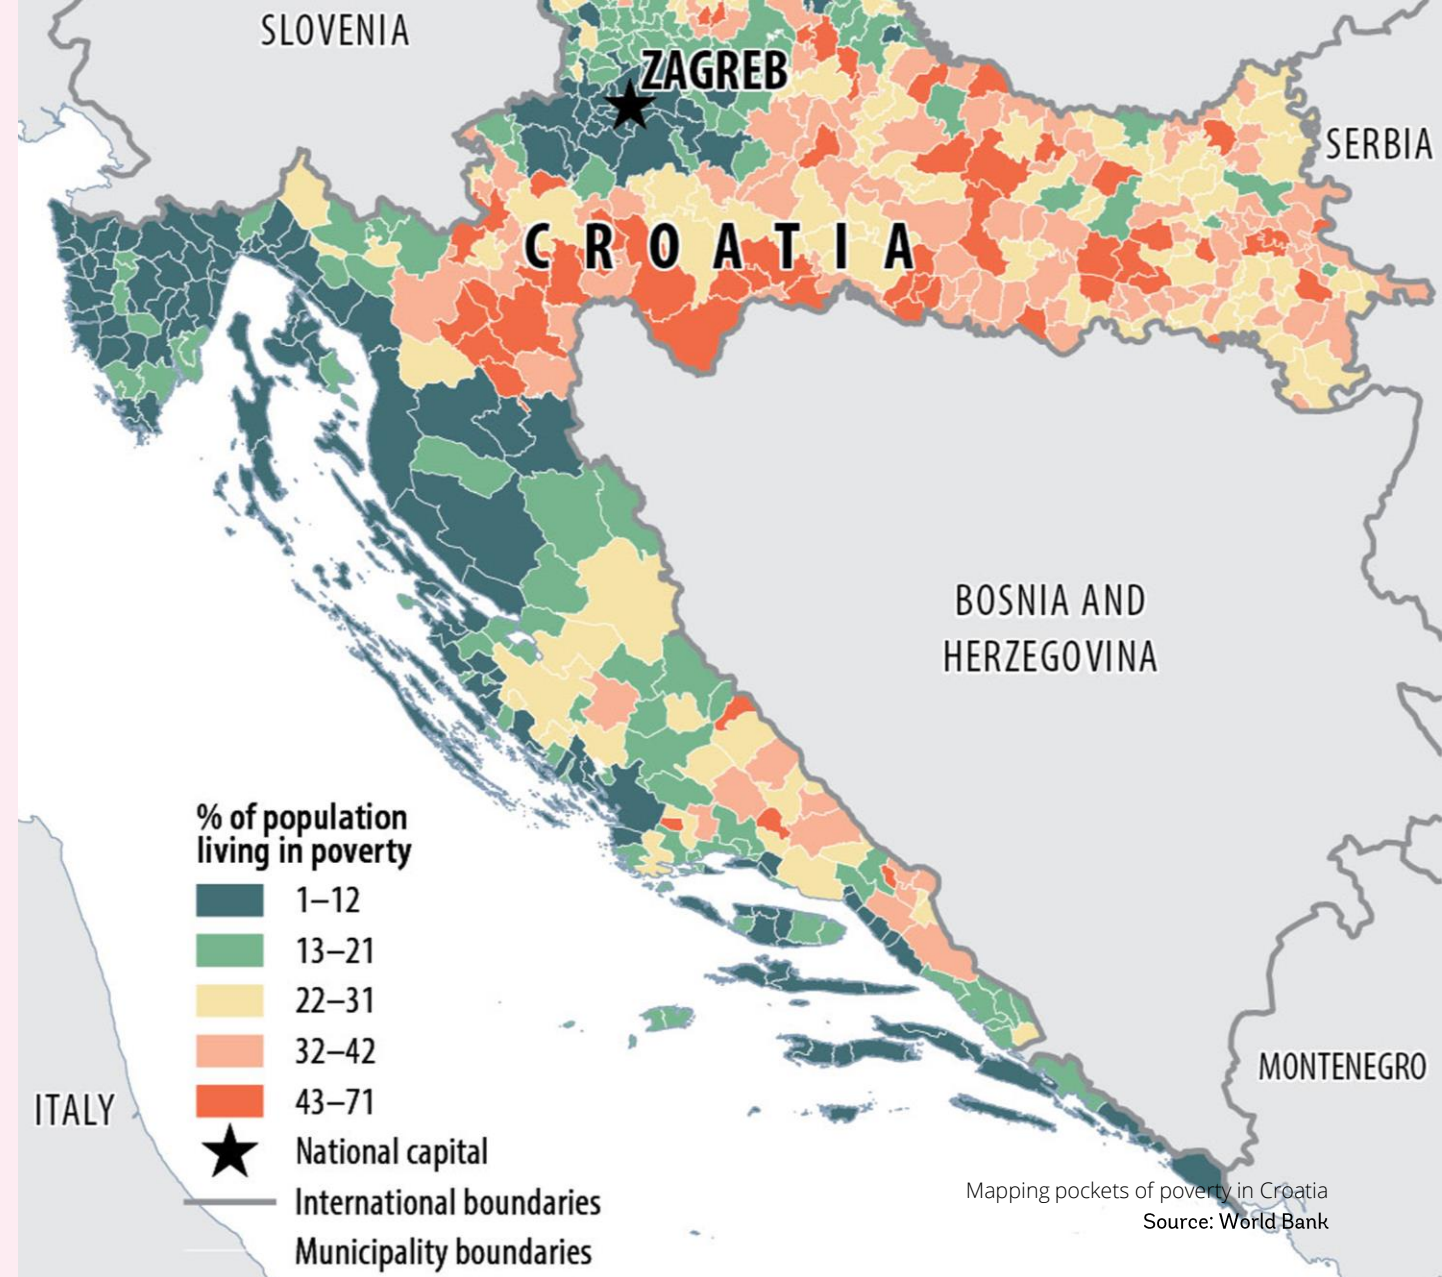 SLOVENIA
ZAGREB
SERBIA
CROATIA
BOSNIA AND
HERZEGOVINA
% of population
living in poverty
1–12
13–21
22–31
32–42
43–71
National capital
International boundaries
Municipality boundaries
ITALY
MONTENEGRO
Mapping pockets of poverty in Croatia
Source: World Bank